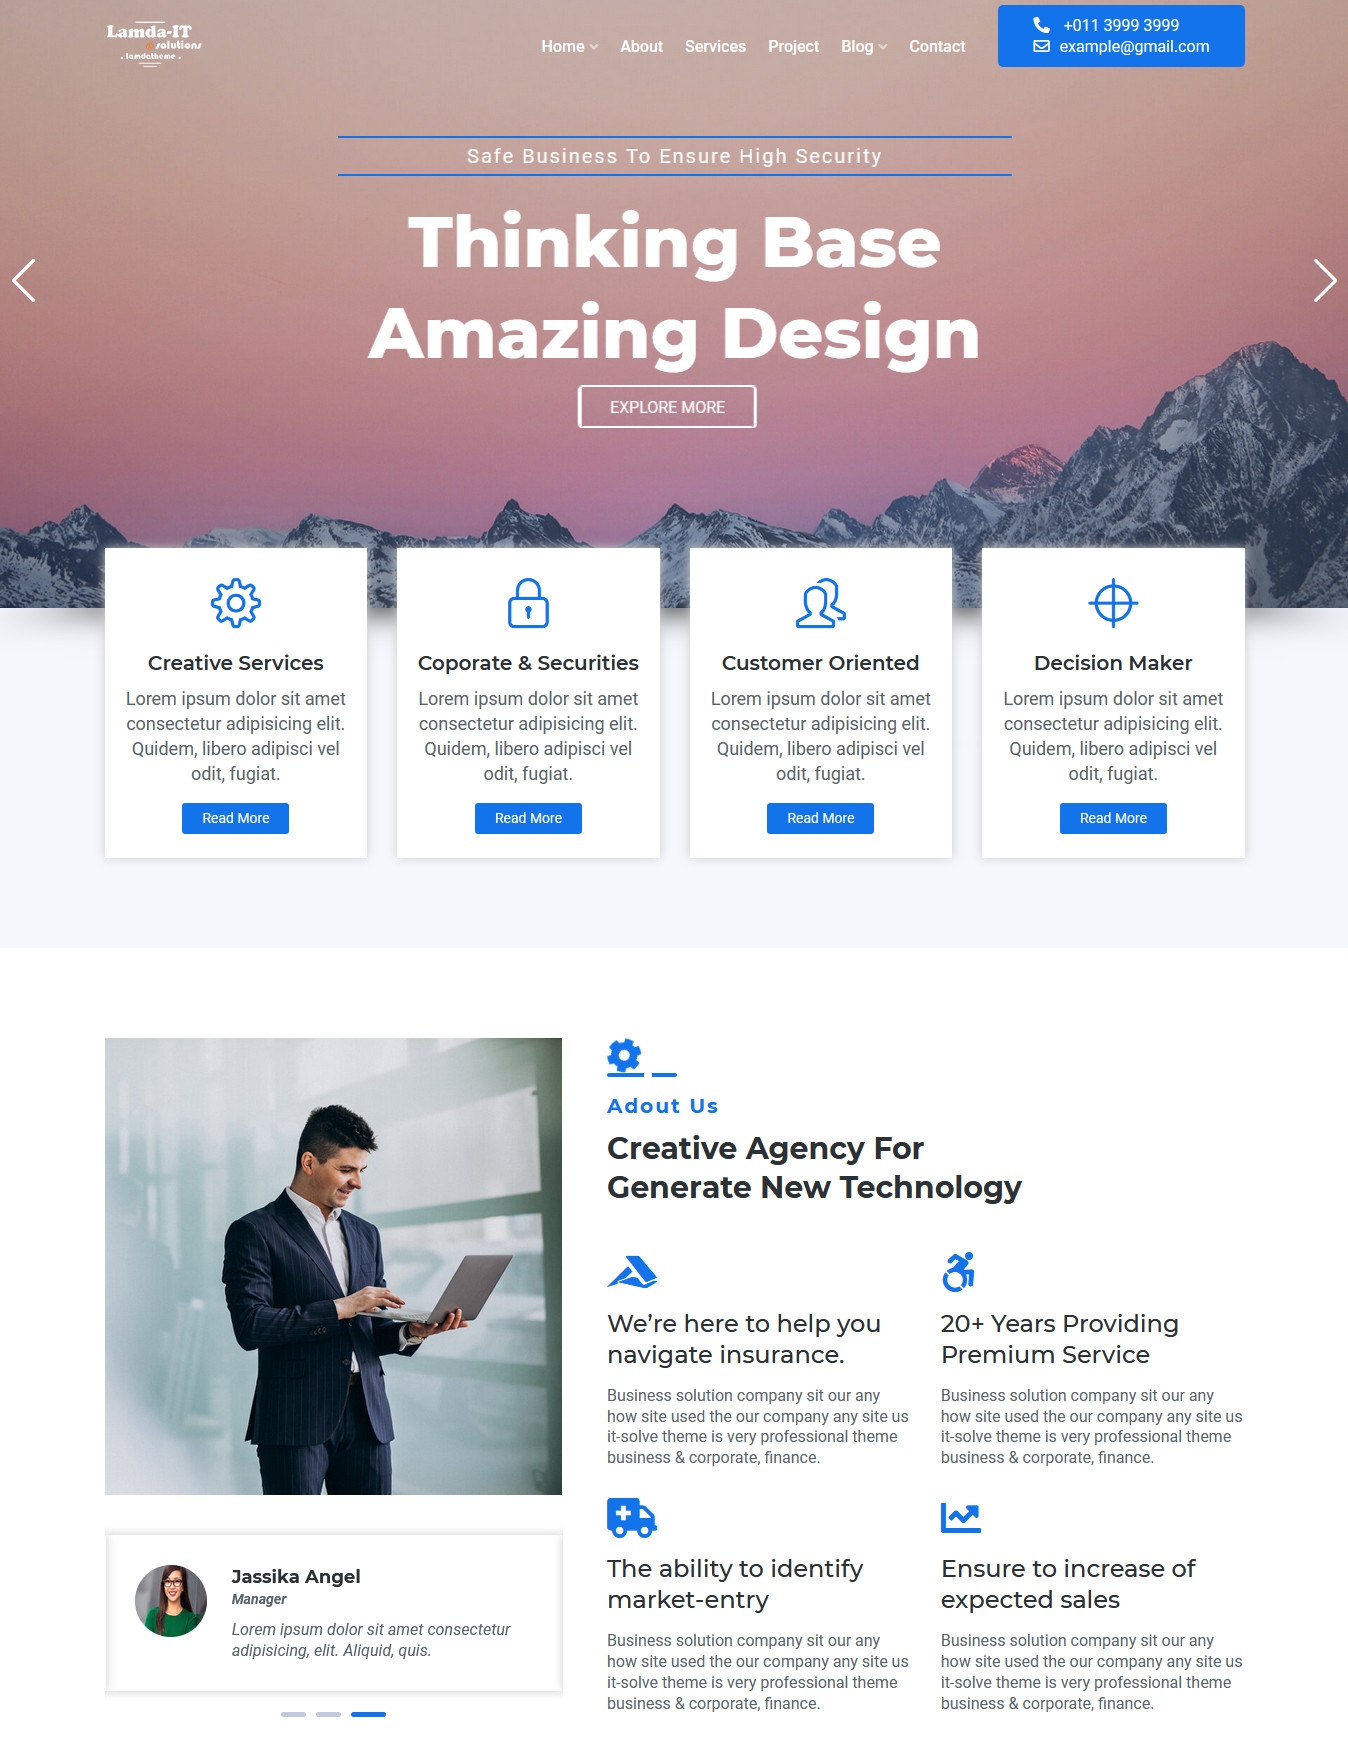 Lamda-IT
solutions
lamdatheme
Home
About
Services
Project
Blog
Contact
+011 3999 3999
example@gmail.com
Safe Business To Ensure High Security
Thinking Base
Amazing Design
EXPLORE MORE
Creative Services
Lorem ipsum dolor sit amet
consectetur adipisicing elit.
Quidem, libero adipisci vel
odit, fugiat.
Read More
Coporate & Securities
Lorem ipsum dolor sit amet
consectetur adipisicing elit.
Quidem, libero adipisci vel
odit, fugiat.
Read More
Customer Oriented
Lorem ipsum dolor sit amet
consectetur adipisicing elit.
Quidem, libero adipisci vel
odit, fugiat.
Read More
Decision Maker
Lorem ipsum dolor sit amet
consectetur adipisicing elit.
Quidem, libero adipisci vel
odit, fugiat.
Read More
Adout Us
Creative Agency For
Generate New Technology
We're here to help you
navigate insurance.
Business solution company sit our any
how site used the our company any site us
it-solve theme is very professional theme
business & corporate, finance.
20+ Years Providing
Premium Service
Business solution company sit our any
how site used the our company any site us
it-solve theme is very professional theme
business & corporate, finance.
The ability to identify
market-entry
Business solution company sit our any
how site used the our company any site us
it-solve theme is very professional theme
business & corporate, finance.
Ensure to increase of
expected sales
Business solution company sit our any
how site used the our company any site us
it-solve theme is very professional theme
business & corporate, finance.
Jassika Angel
Manager
Lorem ipsum dolor sit amet consectetur
adipisicing, elit. Aliquid, quis.